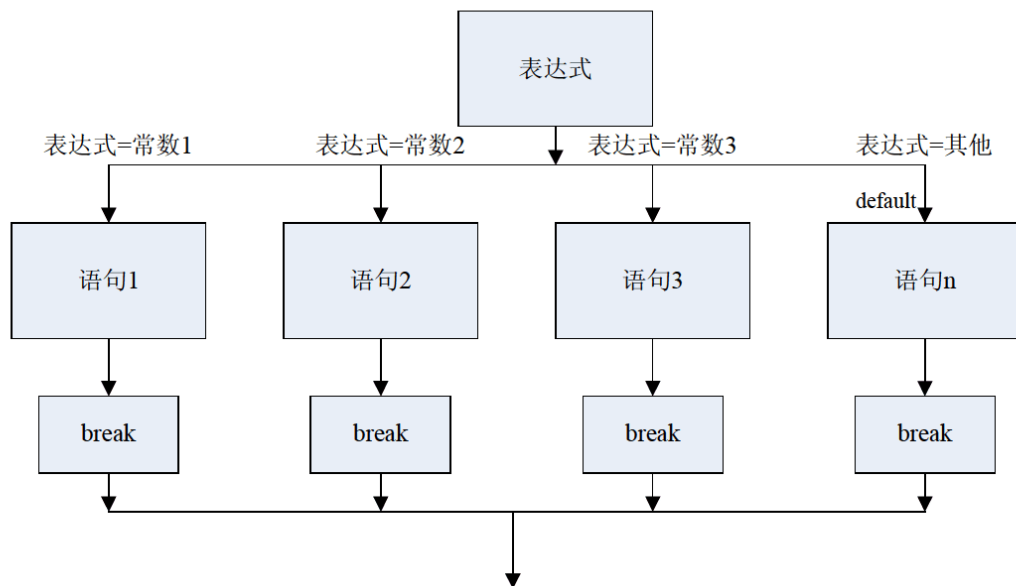 表达式
表达式=常数1
表达式=常数2
表达式=常数3
表达式=其他
default
语句1
语句2
语句3
语句n
break
break
break
break